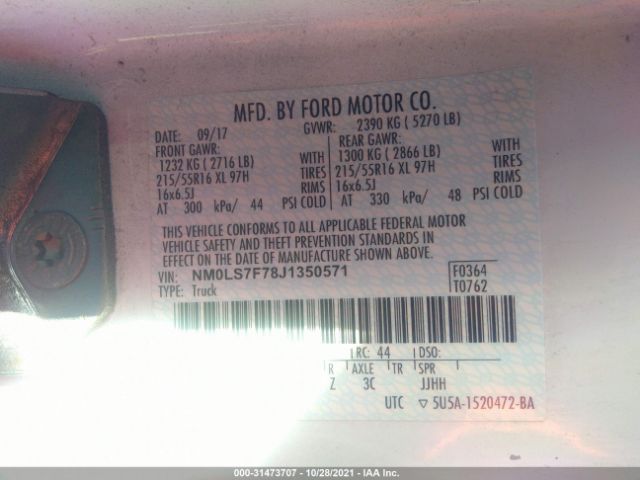 MFD. BY FORD MOTOR CO.
DATE: 09/17 GVWR: 2390 KG ( 5270 LB)
FRONT GAWR: REAR GAWR:
1232 KG ( 2716 LB) WITH 1300 KG ( 2866 LB) WITH
215/55R16 XL 97H TIRES 215/55R16 XL 97H TIRES
16x6.5J RIMS 16x6.5J RIMS
AT 300 kPa/ 44 PSI COLD AT 330 kPa/ 48 PSI COLD
THIS VEHICLE CONFORMS TO ALL APPLICABLE FEDERAL MOTOR
VEHICLE SAFETY AND THEFT PREVENTION STANDARDS IN
EFFECT ON THE DATE OF MANUFACTURE SHOWN ABOVE.
VIN: NM0LS7F78J1350571 F0364
TYPE: Truck T0762
RC: 44 DSO:
R AXLE TR SPR
Z 3C JJHH
UTC ▽ 5U5A-1520472-BA
000-31473707 - 10/28/2021 - IAA Inc.